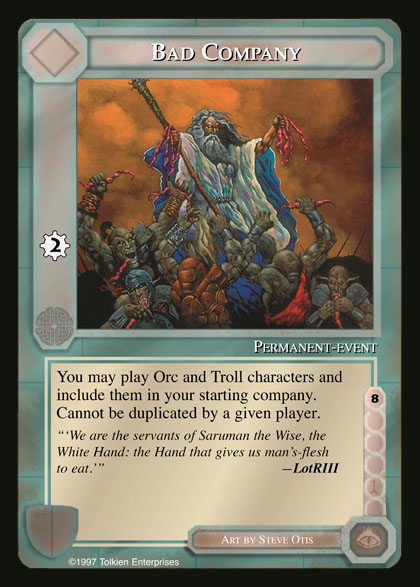 BAD COMPANY
2
PERMANENT-EVENT
You may play Orc and Troll characters and
include them in your starting company.
Cannot be duplicated by a given player.
8
“‘We are the servants of Saruman the Wise, the
White Hand: the Hand that gives us man’s-flesh
to eat.’”
—LotRIII
ART BY STEVE OTIS
©1997 Tolkien Enterprises